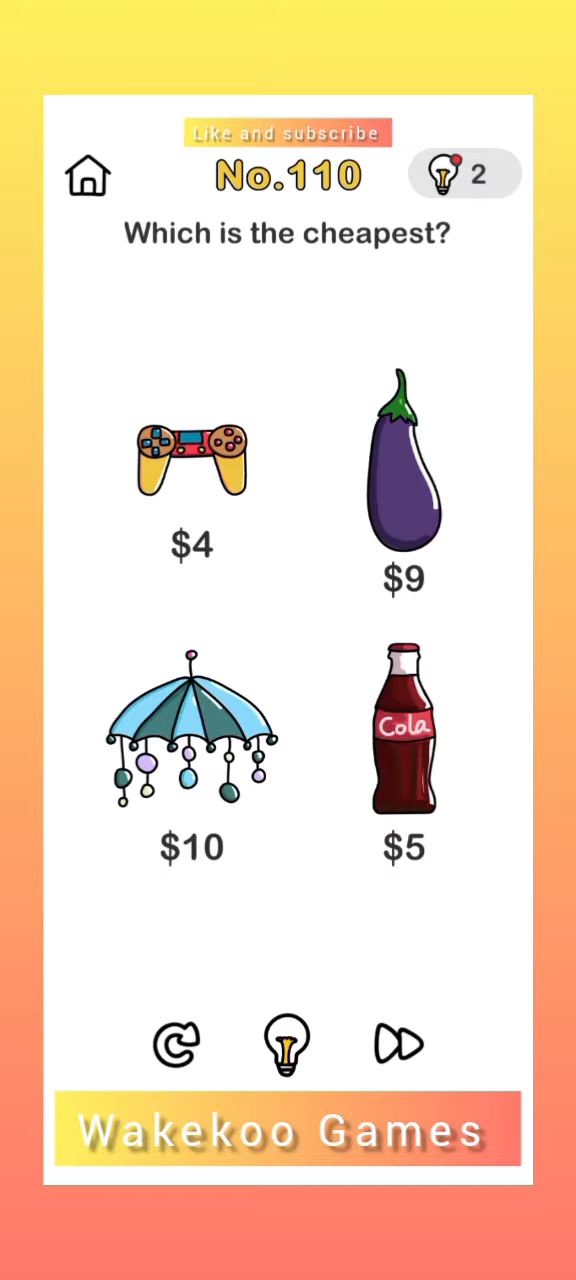 Like and subscribe
No.110
2
Which is the cheapest?
$4
$9
Cola
$10
$5
Wakekoo Games